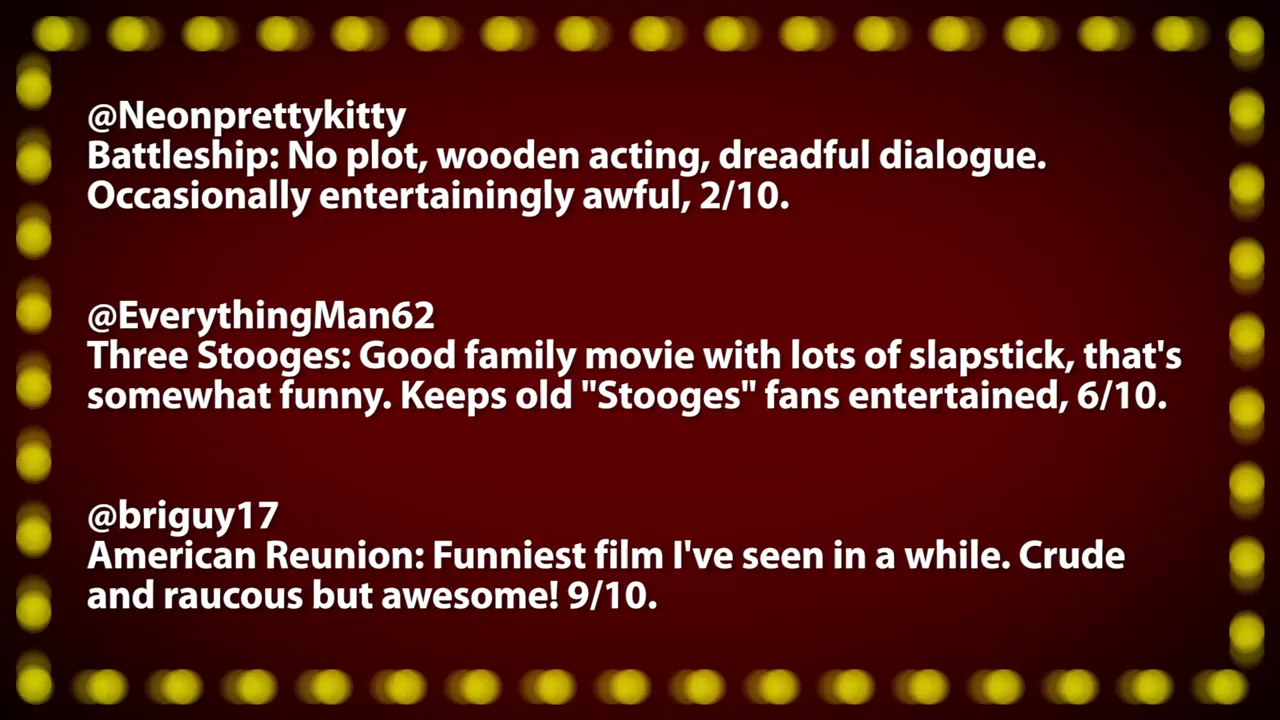 @Neonprettykitty
Battleship: No plot, wooden acting, dreadful dialogue.
Occasionally entertainingly awful, 2/10.
@EverythingMan62
Three Stooges: Good family movie with lots of slapstick, that's
somewhat funny. Keeps old "Stooges" fans entertained, 6/10.
@briguy17
American Reunion: Funniest film I've seen in a while. Crude
and raucous but awesome! 9/10.